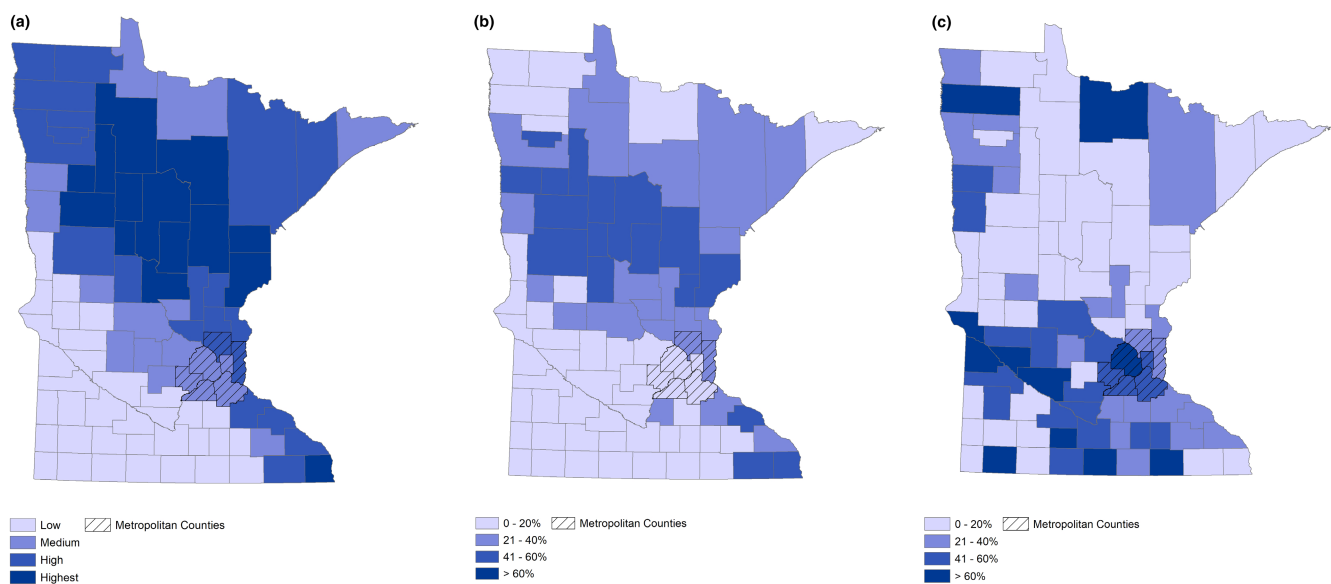 (a)
(b)
(c)
Low
Metropolitan Counties
Medium
High
Highest
0 - 20%
Metropolitan Counties
21 - 40%
41 - 60%
> 60%
0 - 20%
Metropolitan Counties
21 - 40%
41 - 60%
> 60%